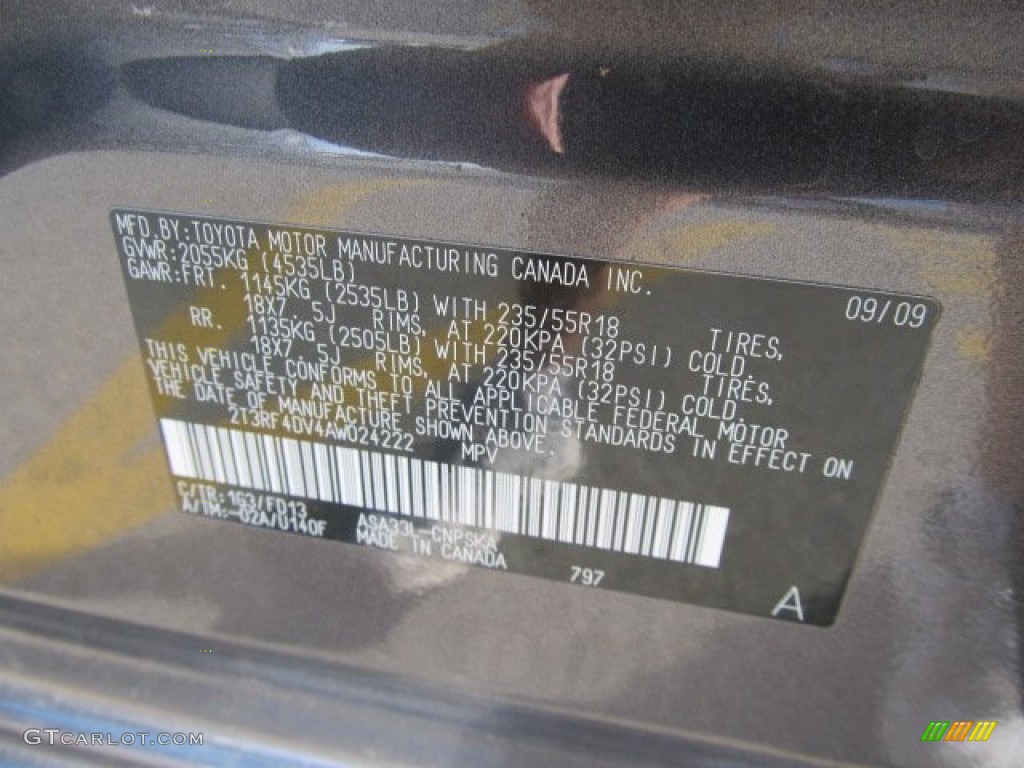 MFD.BY:TOYOTA MOTOR MANUFACTURING CANADA INC. 09/09
GVWR:2055KG (4535LB)
GAWR:FRT. 1145KG (2535LB) WITH 235/55R18 TIRES,
18X7. 5J RIMS, AT 220KPA (32PSI) COLD.
RR. 1135KG (2505LB) WITH 235/55R18 TIRES,
18X7. 5J RIMS, AT 220KPA (32PSI) COLD.
THIS VEHICLE CONFORMS TO ALL APPLICABLE FEDERAL MOTOR
VEHICLE SAFETY AND THEFT PREVENTION STANDARDS IN EFFECT ON
THE DATE OF MANUFACTURE SHOWN ABOVE.
2T3RF4DV4AW024222 MPV
C/TR:1G3/FD13 ASA33L-CNPSKA
A/TM:-02A/U140F MADE IN CANADA
797
A
GTCARLOT.COM